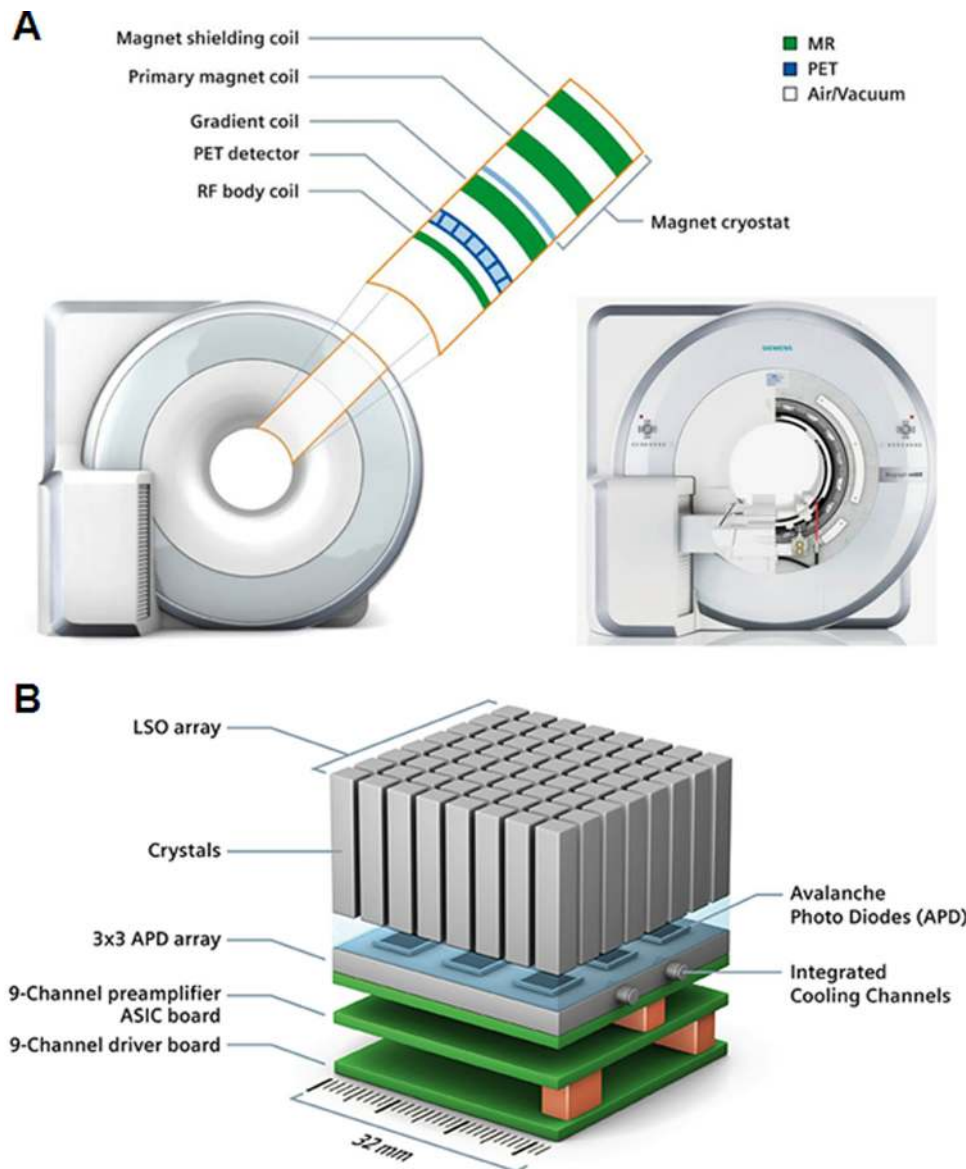 A
Magnet shielding coil
Primary magnet coil
Gradient coil
PET detector
RF body coil
MR
PET
Air/Vacuum
Magnet cryostat
SIEMENS
B
LSO array
Crystals
3x3 APD array
9-Channel preamplifier
ASIC board
9-Channel driver board
Avalanche
Photo Diodes (APD)
Integrated
Cooling Channels
32 mm